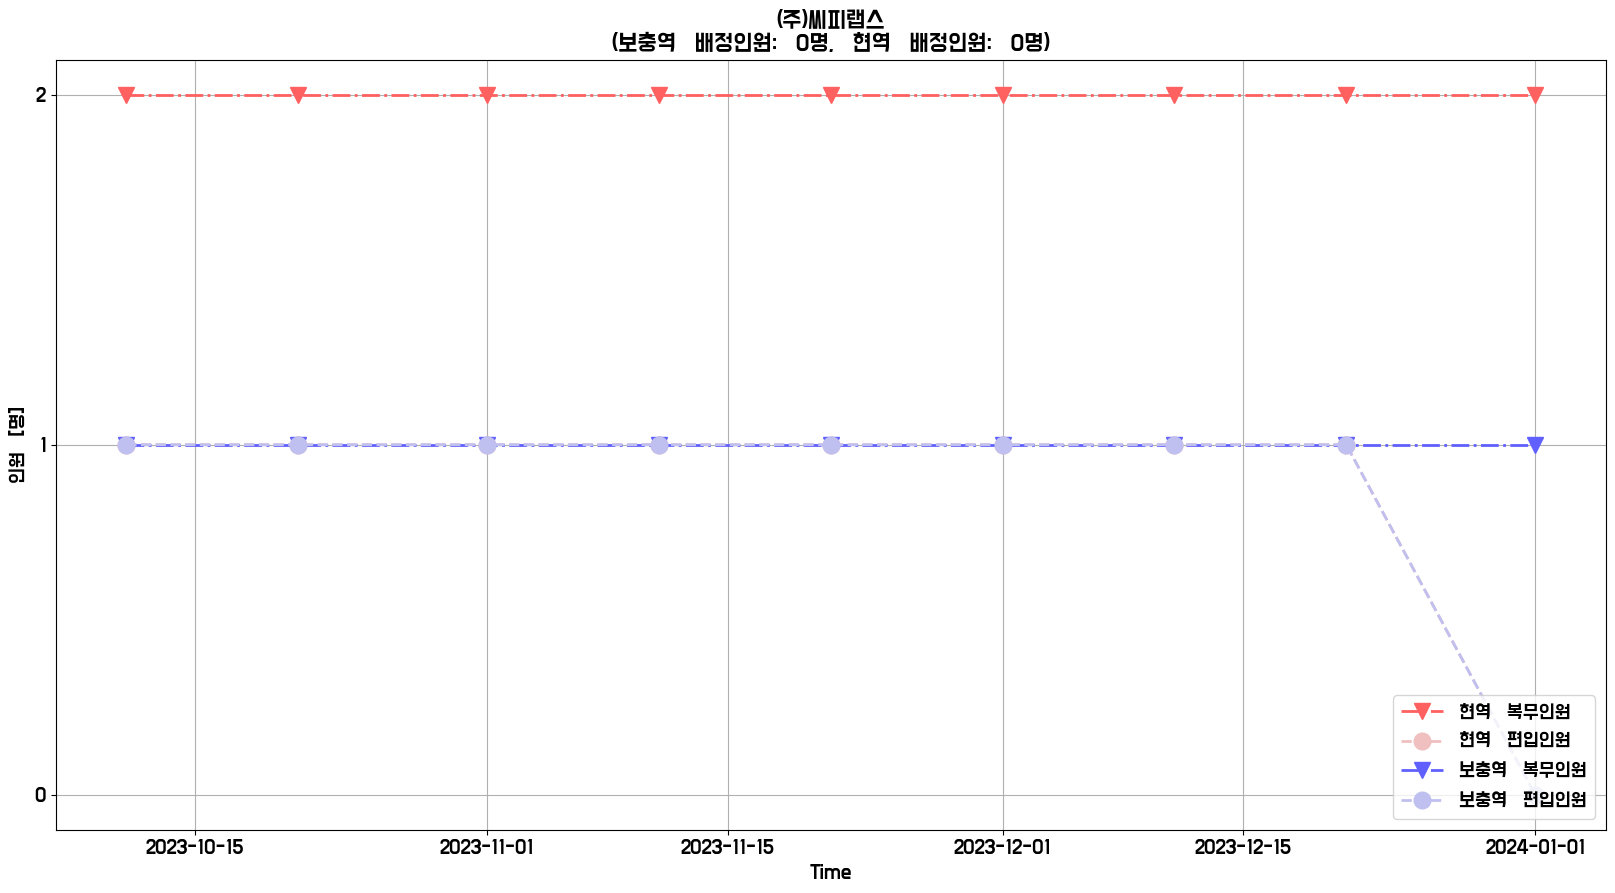 (주)씨피랩스
(보충역 배정인원: 0명, 현역 배정인원: 0명)
인원 [명]
2
1
0
현역 복무인원
현역 편입인원
보충역 복무인원
보충역 편입인원
2023-10-15
2023-11-01
2023-11-15
2023-12-01
2023-12-15
2024-01-01
Time